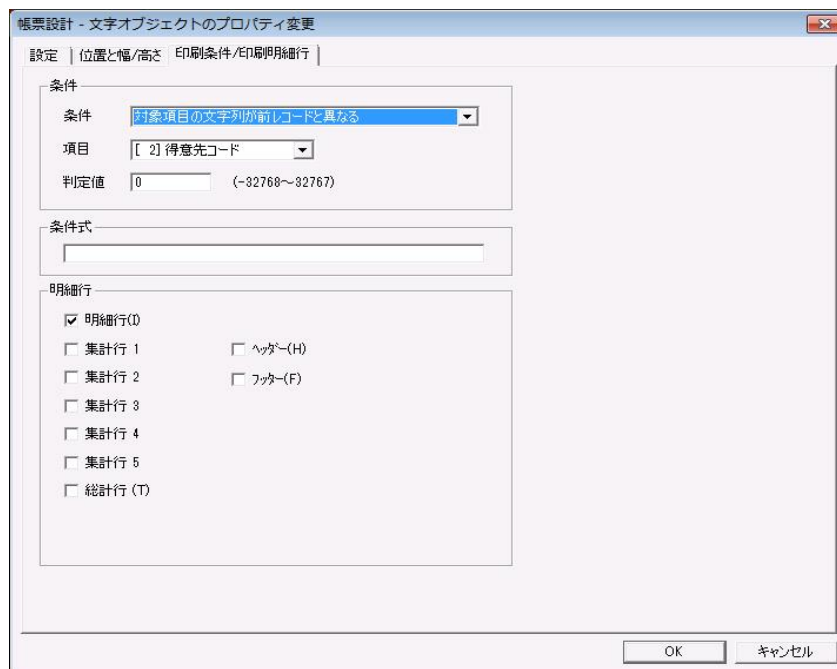 帳票設計 - 文字オブジェクトのプロパティ変更
設定 位置と幅/高さ 印刷条件/印刷明細行
条件
条件 対象項目の文字列が前レコードと異なる
項目 [ 2] 得意先コード
判定値 0 (-32768～32767)
条件式
明細行
明細行(I)
集計行 1 ヘッダー(H)
集計行 2 フッター(F)
集計行 3
集計行 4
集計行 5
総計行 (T)
OK キャンセル